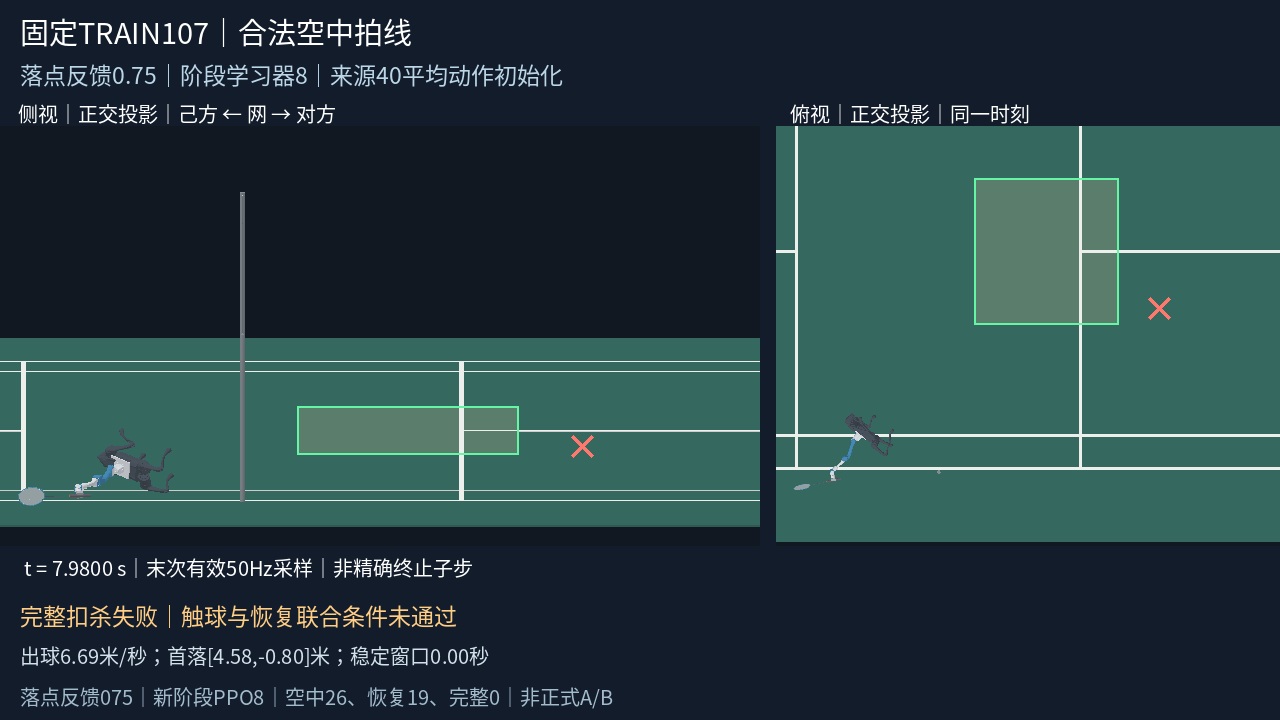 固定TRAIN107｜合法空中拍线
落点反馈0.75｜阶段学习器8｜来源40平均动作初始化
侧视｜正交投影｜己方 ← 网 → 对方
俯视｜正交投影｜同一时刻
t = 7.9800 s｜末次有效50Hz采样｜非精确终止子步
完整扣杀失败｜触球与恢复联合条件未通过
出球6.69米/秒；首落[4.58,-0.80]米；稳定窗口0.00秒
落点反馈075｜新阶段PPO8｜空中26、恢复19、完整0｜非正式A/B